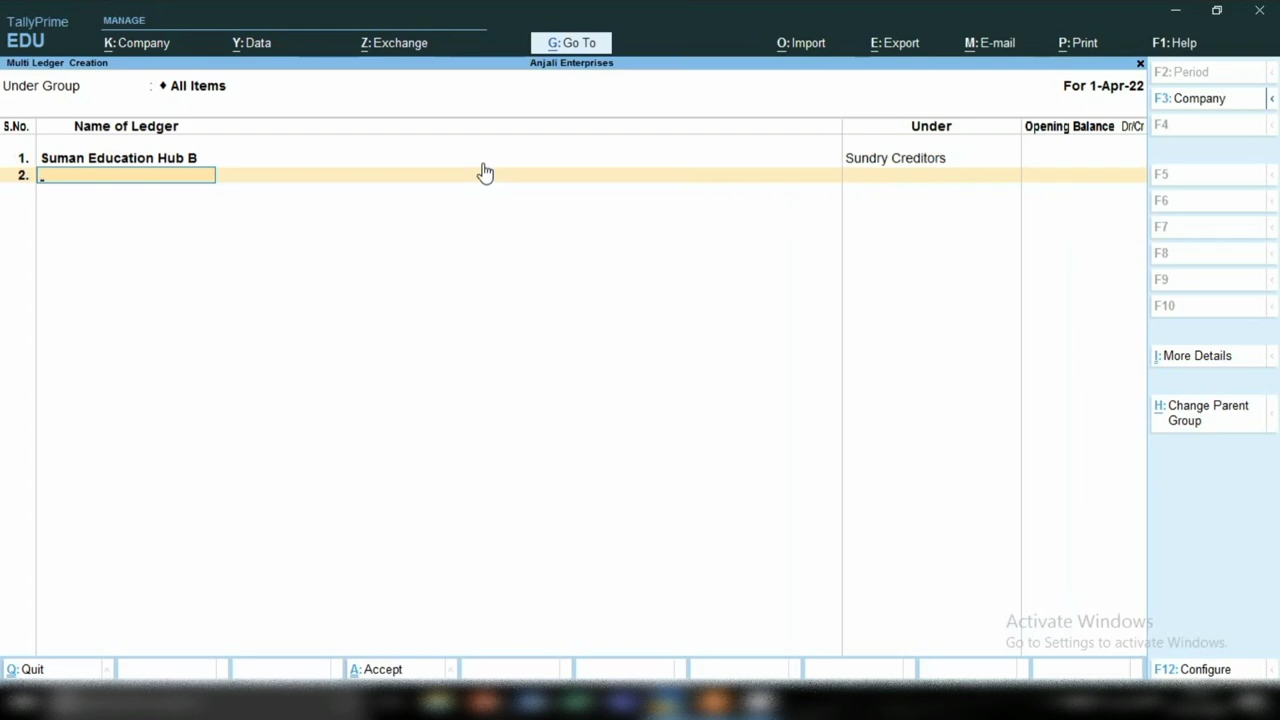 TallyPrime
EDU
MANAGE
K: Company
Y: Data
Z: Exchange
G: Go To
O: Import
E: Export
M: E-mail
P: Print
F1: Help
Multi Ledger Creation
Anjali Enterprises
Under Group : ♦ All Items
For 1-Apr-22
S.No. Name of Ledger Under Opening Balance Dr/Cr
1. Suman Education Hub B Sundry Creditors
2.
F2: Period
F3: Company
F4
F5
F6
F7
F8
F9
F10
I: More Details
H: Change Parent
Group
Activate Windows
Go to Settings to activate Windows.
Q: Quit
A: Accept
F12: Configure